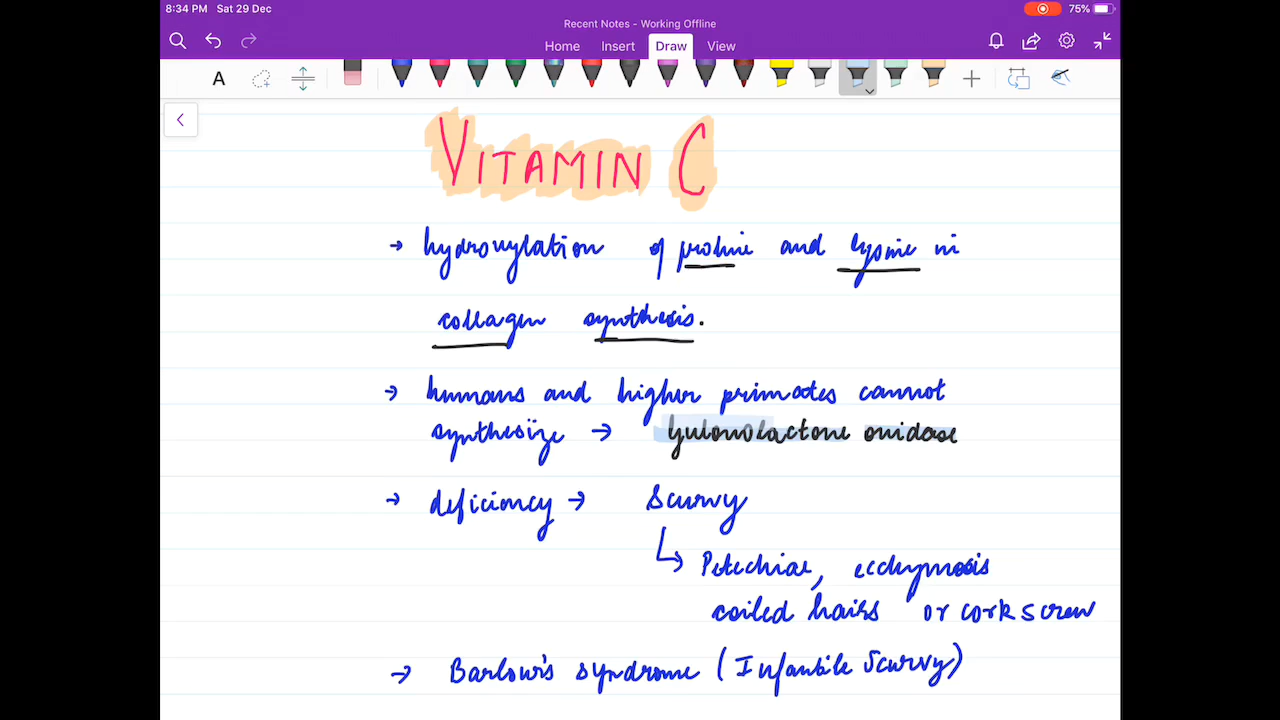 8:34 PM Sat 29 Dec
75%
Recent Notes - Working Offline
Home Insert Draw View
A
VITAMIN C
→ hydroxylation of proline and lysine in
collagen synthesis.
→ humans and higher primates cannot
synthesize → gulonolactone oxidase
→ deficiency → Scurvy
↳ Petechiae, ecchymosis
coiled hairs or corkscrew
→ Barlow's syndrome (Infantile Scurvy)